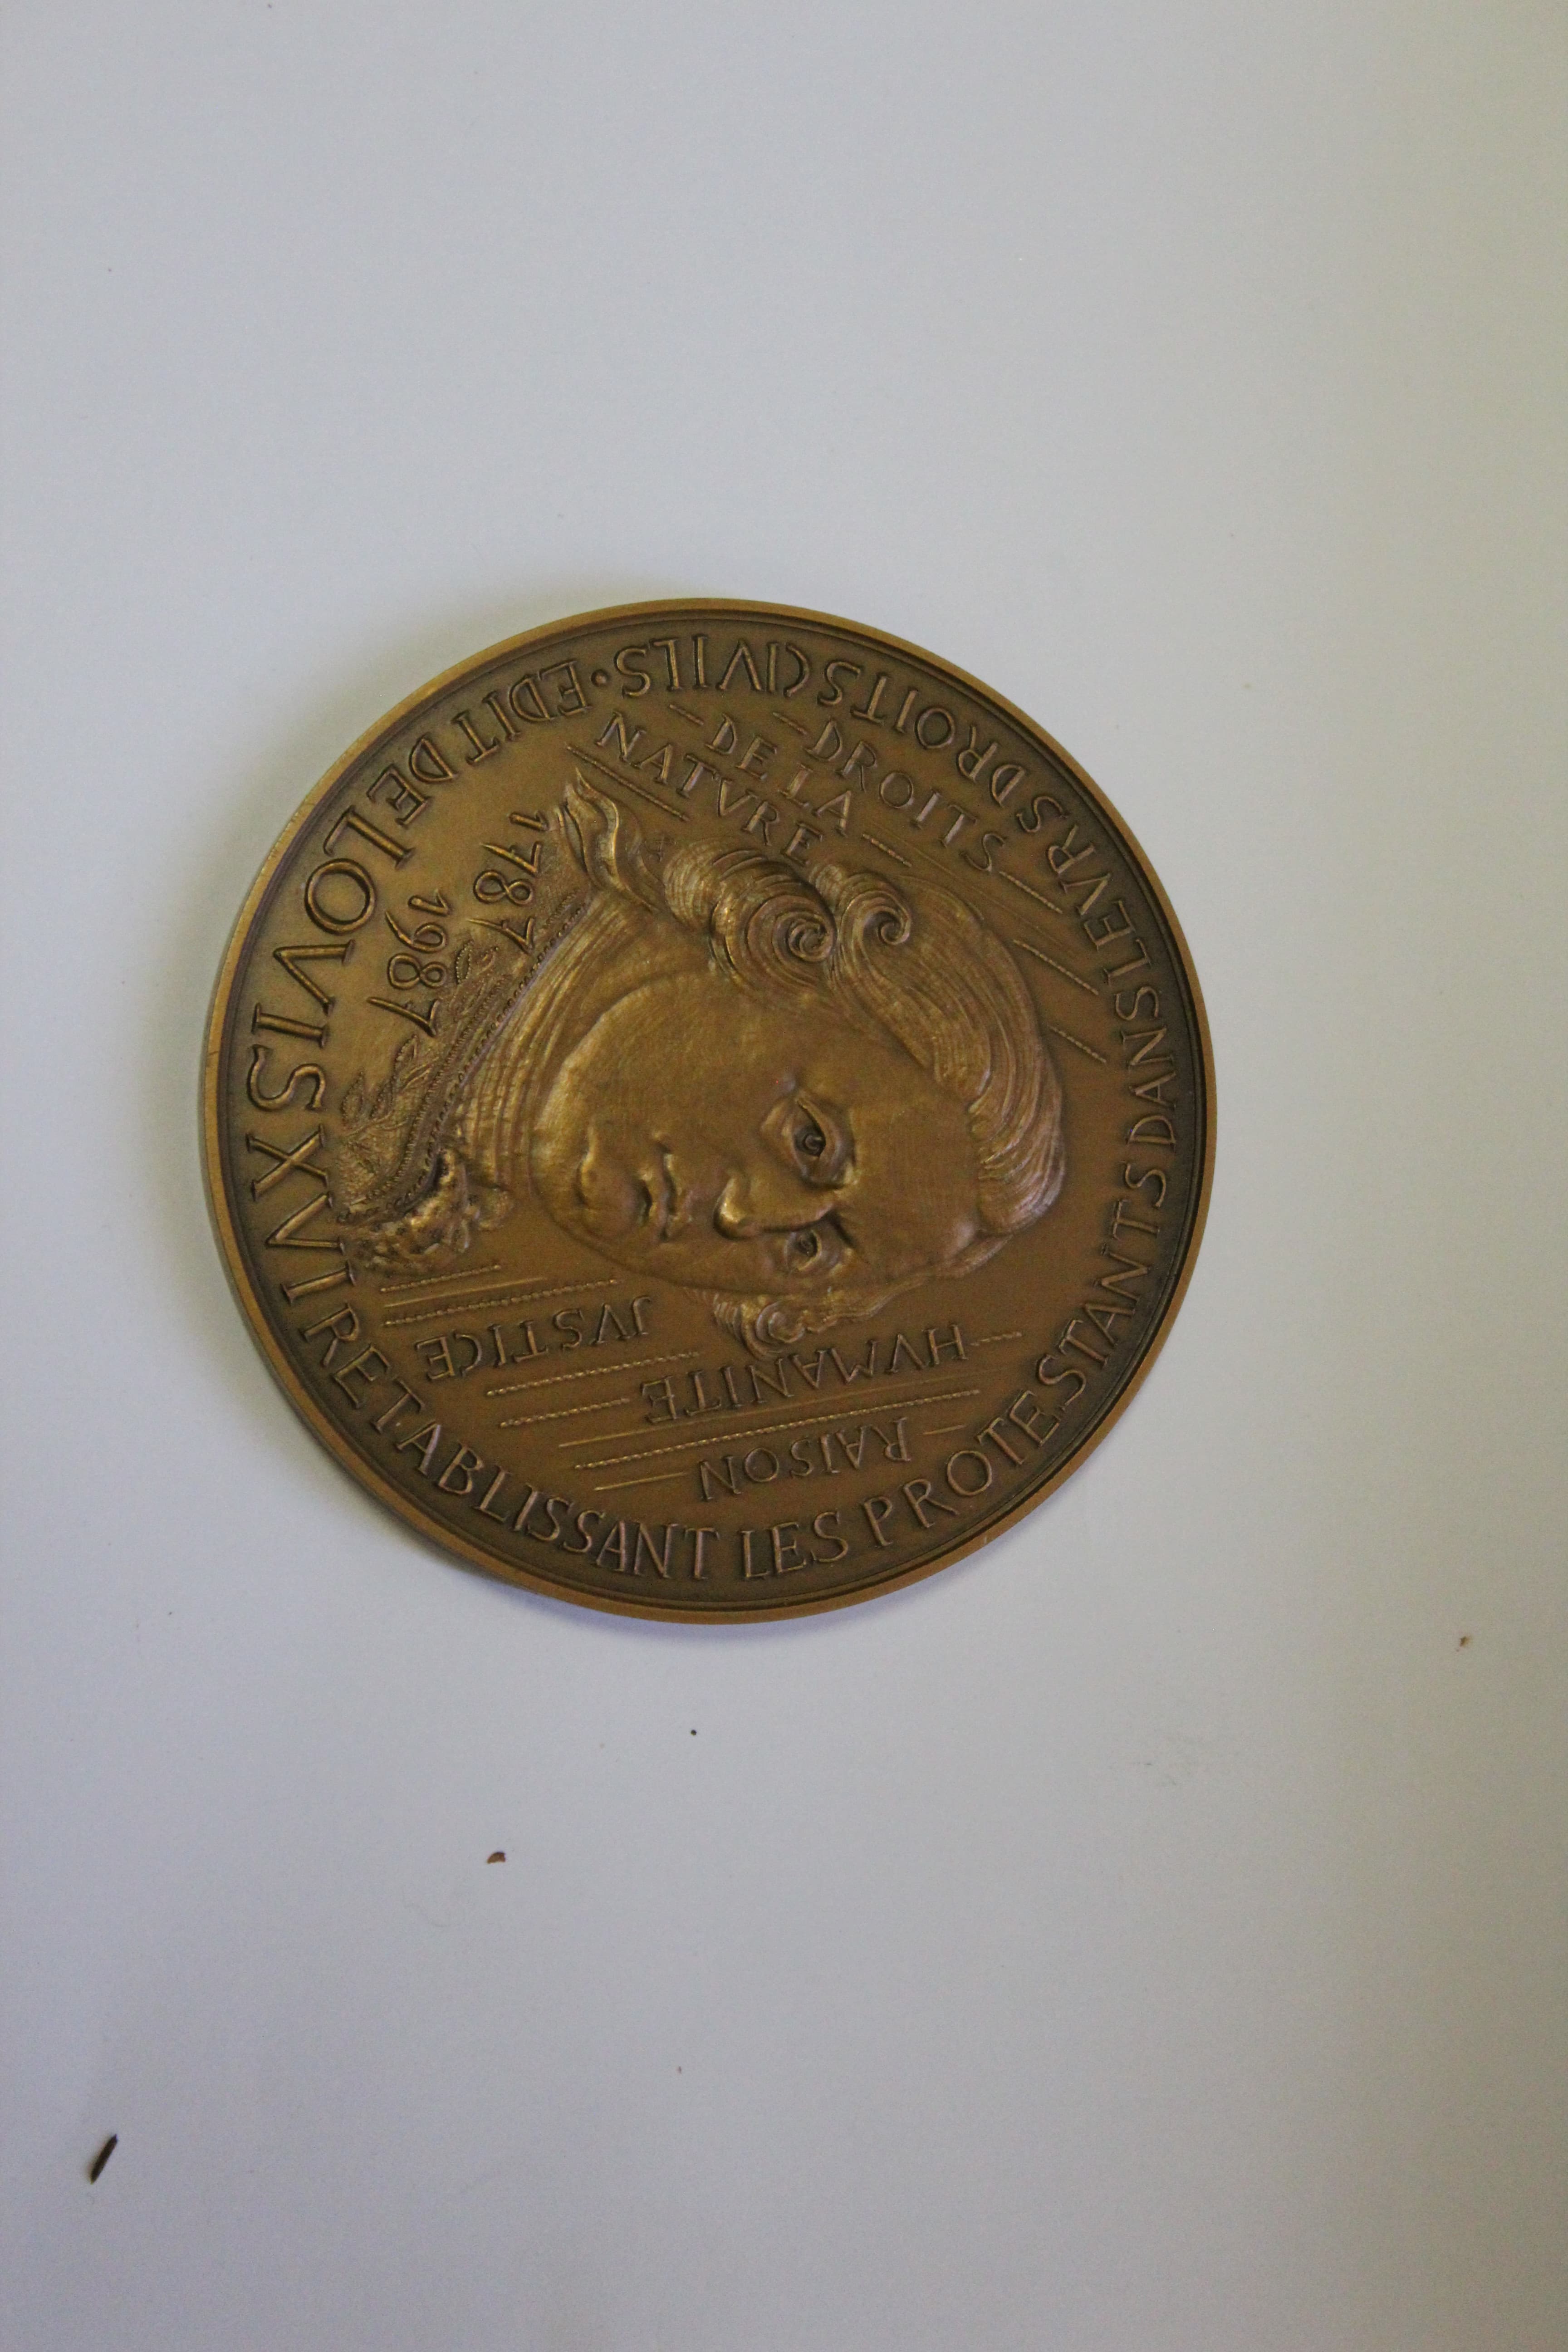 EDIT DE LOVIS XVI RETABLISSANT LES PROTESTANTS DANS LEVRS DROITS CIVILS •
DROITS
DE LA
NATVRE
RAISON
HVMANITE
JVSTICE
1787
1987